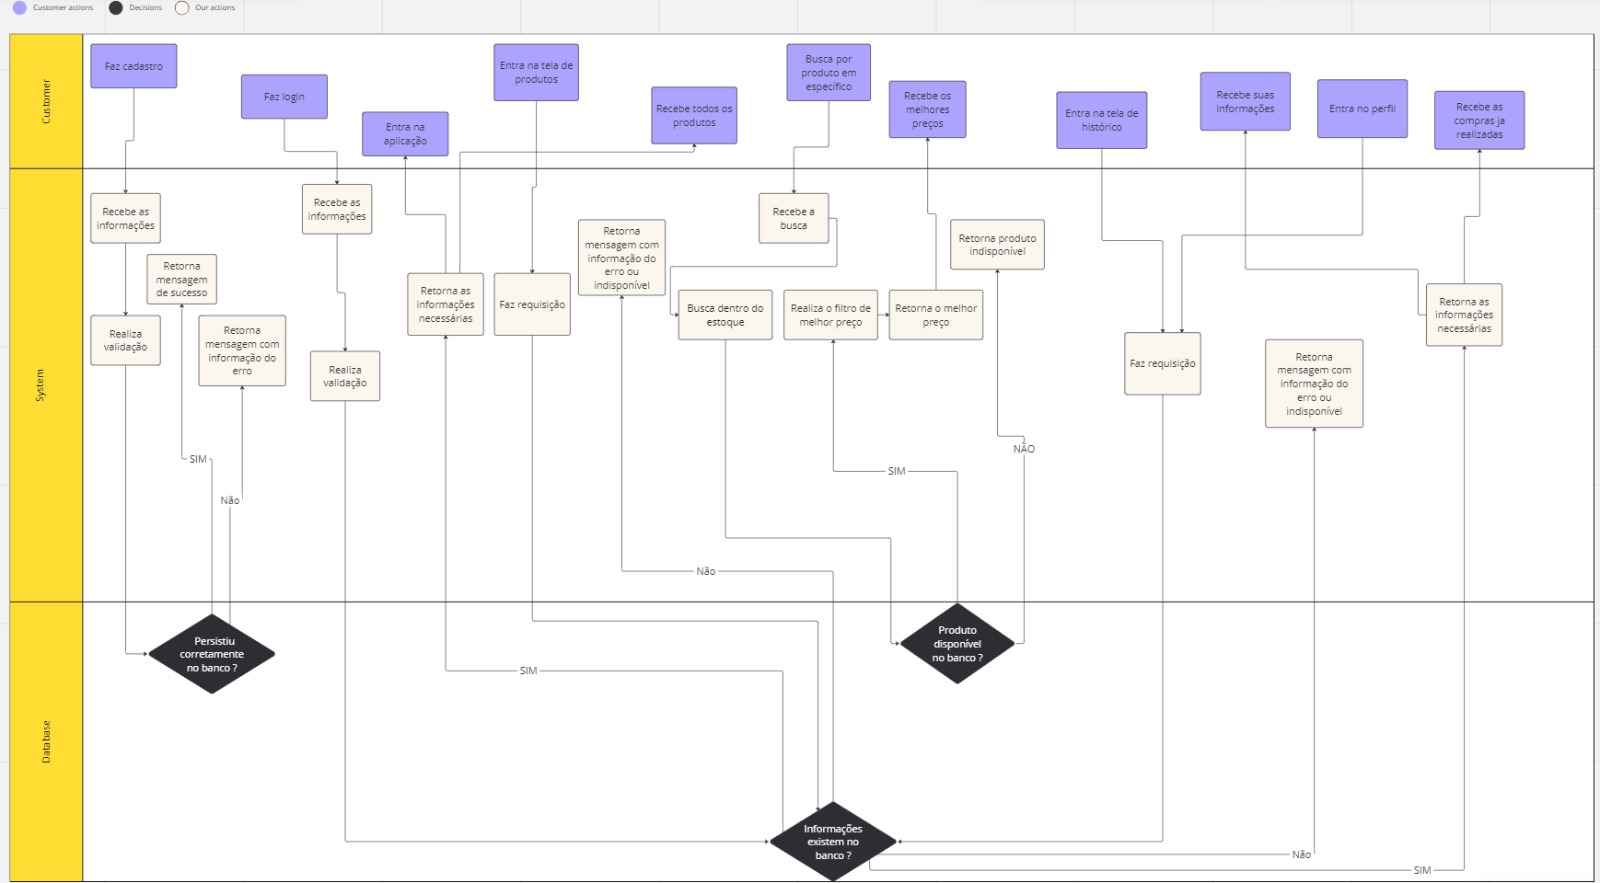 Customer actions
Decisions
Our actions
Customer
Faz cadastro
Faz login
Entra na
aplicação
Entra na tela de
produtos
Recebe todos os
produtos
Busca por
produto em
específico
Recebe os
melhores
preços
Entra na tela de
histórico
Recebe suas
informações
Entra no perfil
Recebe as
compras ja
realizadas
System
Recebe as
informações
Retorna
mensagem
de sucesso
Realiza
validação
Retorna
mensagem com
informação do
erro
Recebe as
informações
Realiza
validação
Retorna as
informações
necessárias
Faz requisição
Retorna
mensagem com
informação do
erro ou
indisponível
Recebe a
busca
Busca dentro do
estoque
Realiza o filtro de
melhor preço
Retorna o melhor
preço
Retorna produto
indisponível
Faz requisição
Retorna
mensagem com
informação do
erro ou
indisponível
Retorna as
informações
necessárias
SIM
Não
SIM
NÃO
Não
Database
Persistiu
corretamente
no banco ?
Produto
disponível
no banco ?
SIM
Informações
existem no
banco ?
Não
SIM